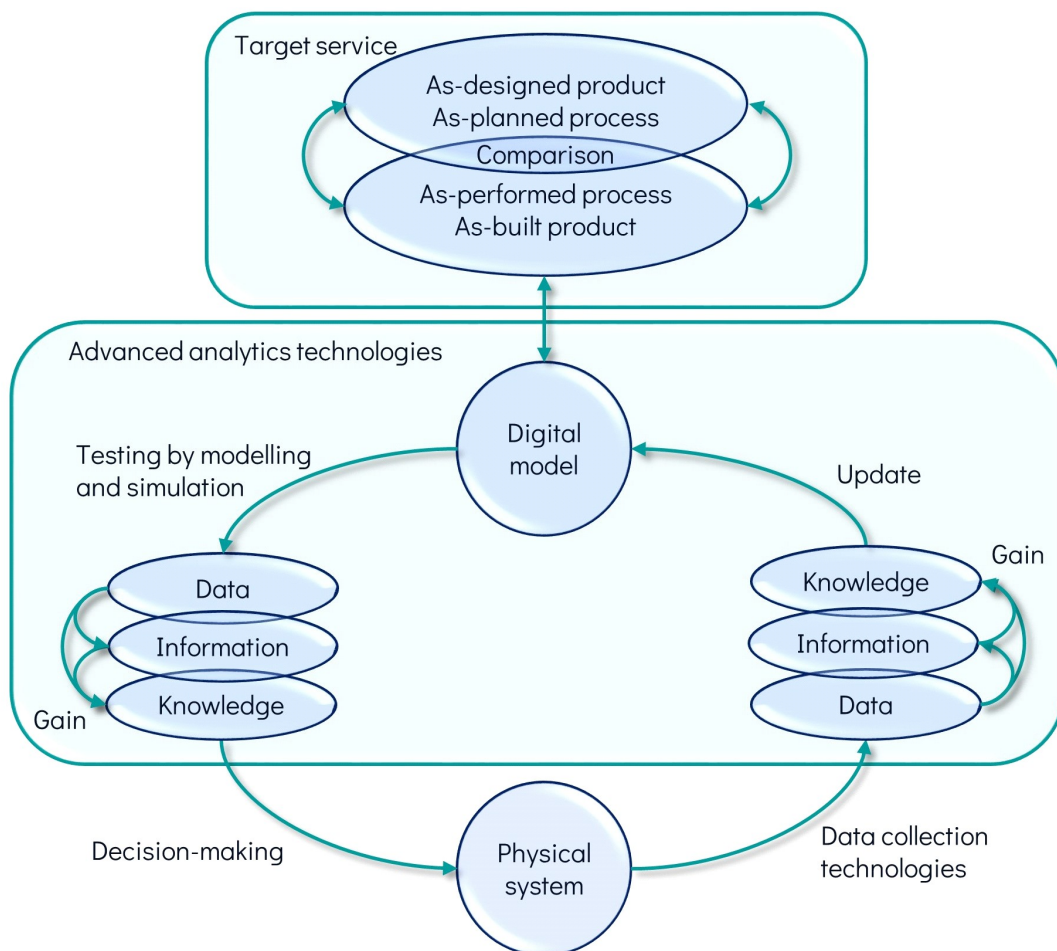 Target service
As-designed product
As-planned process
Comparison
As-performed process
As-built product
Advanced analytics technologies
Digital
model
Testing by modelling
and simulation
Update
Data
Information
Knowledge
Gain
Gain
Knowledge
Information
Data
Decision-making
Physical
system
Data collection
technologies